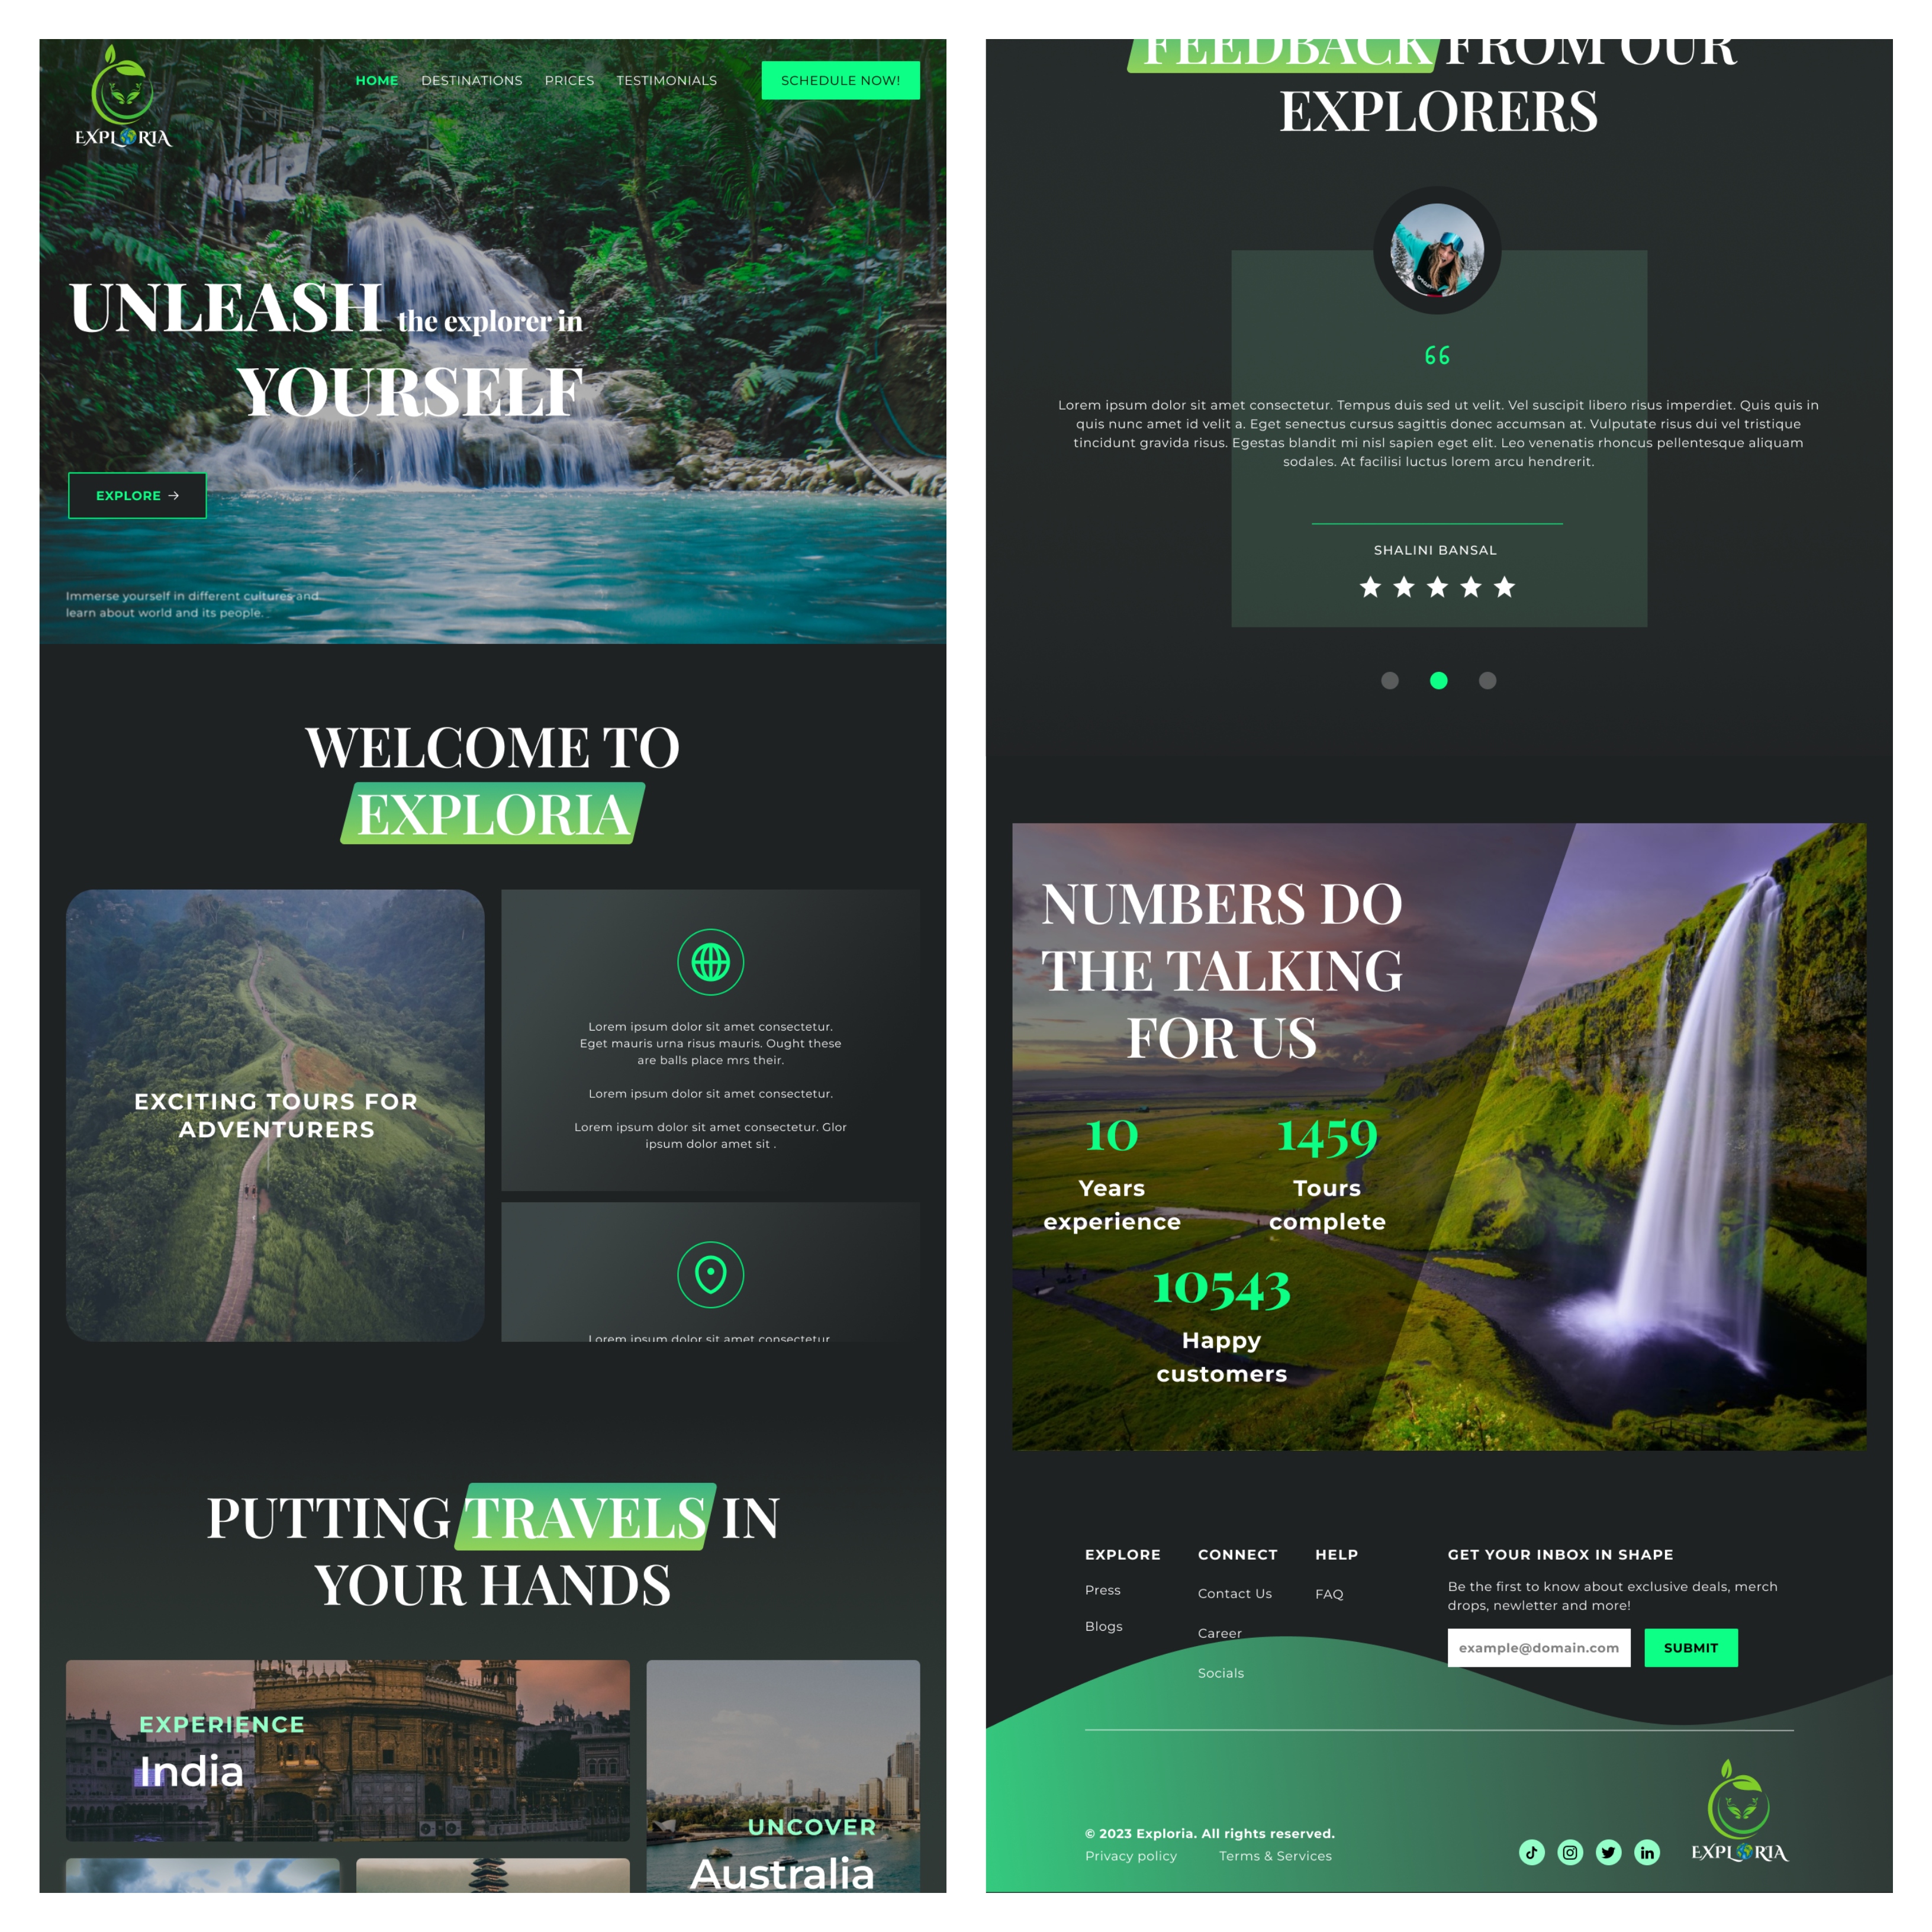 EXPLORIA
HOME DESTINATIONS PRICES TESTIMONIALS SCHEDULE NOW!
UNLEASH the explorer in
YOURSELF
EXPLORE →
Immerse yourself in different cultures and
learn about world and its people.
WELCOME TO
EXPLORIA
EXCITING TOURS FOR
ADVENTURERS
Lorem ipsum dolor sit amet consectetur.
Eget mauris urna risus mauris. Ought these
are balls place mrs their.
Lorem ipsum dolor sit amet consectetur.
Lorem ipsum dolor sit amet consectetur. Glor
ipsum dolor amet sit .
Lorem ipsum dolor sit amet consectetur
PUTTING TRAVELS IN
YOUR HANDS
EXPERIENCE
India
UNCOVER
Australia
FEEDBACK FROM OUR
EXPLORERS
Lorem ipsum dolor sit amet consectetur. Tempus duis sed ut velit. Vel suscipit libero risus imperdiet. Quis quis in
quis nunc amet id velit a. Eget senectus cursus sagittis donec accumsan at. Vulputate risus dui vel tristique
tincidunt gravida risus. Egestas blandit mi nisl sapien eget elit. Leo venenatis rhoncus pellentesque aliquam
sodales. At facilisi luctus lorem arcu hendrerit.
SHALINI BANSAL
NUMBERS DO
THE TALKING
FOR US
10
Years
experience
1459
Tours
complete
10543
Happy
customers
EXPLORE
Press
Blogs
CONNECT
Contact Us
Career
Socials
HELP
FAQ
GET YOUR INBOX IN SHAPE
Be the first to know about exclusive deals, merch
drops, newletter and more!
example@domain.com SUBMIT
© 2023 Exploria. All rights reserved.
Privacy policy Terms & Services
EXPLORIA